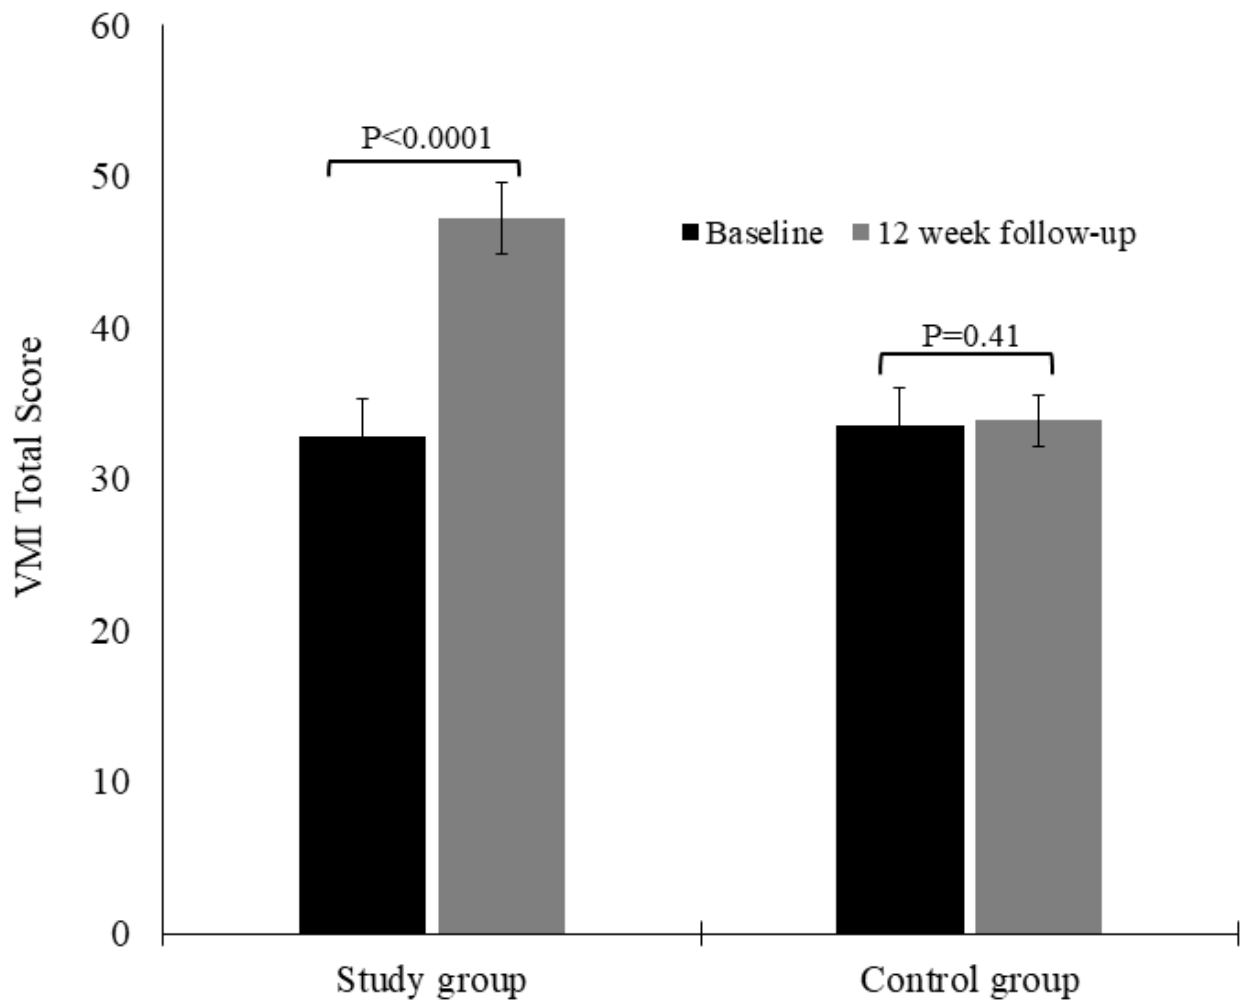 60
P<0.0001
50
Baseline 12 week follow-up
40
P=0.41
VMI Total Score
30
20
10
0
Study group Control group